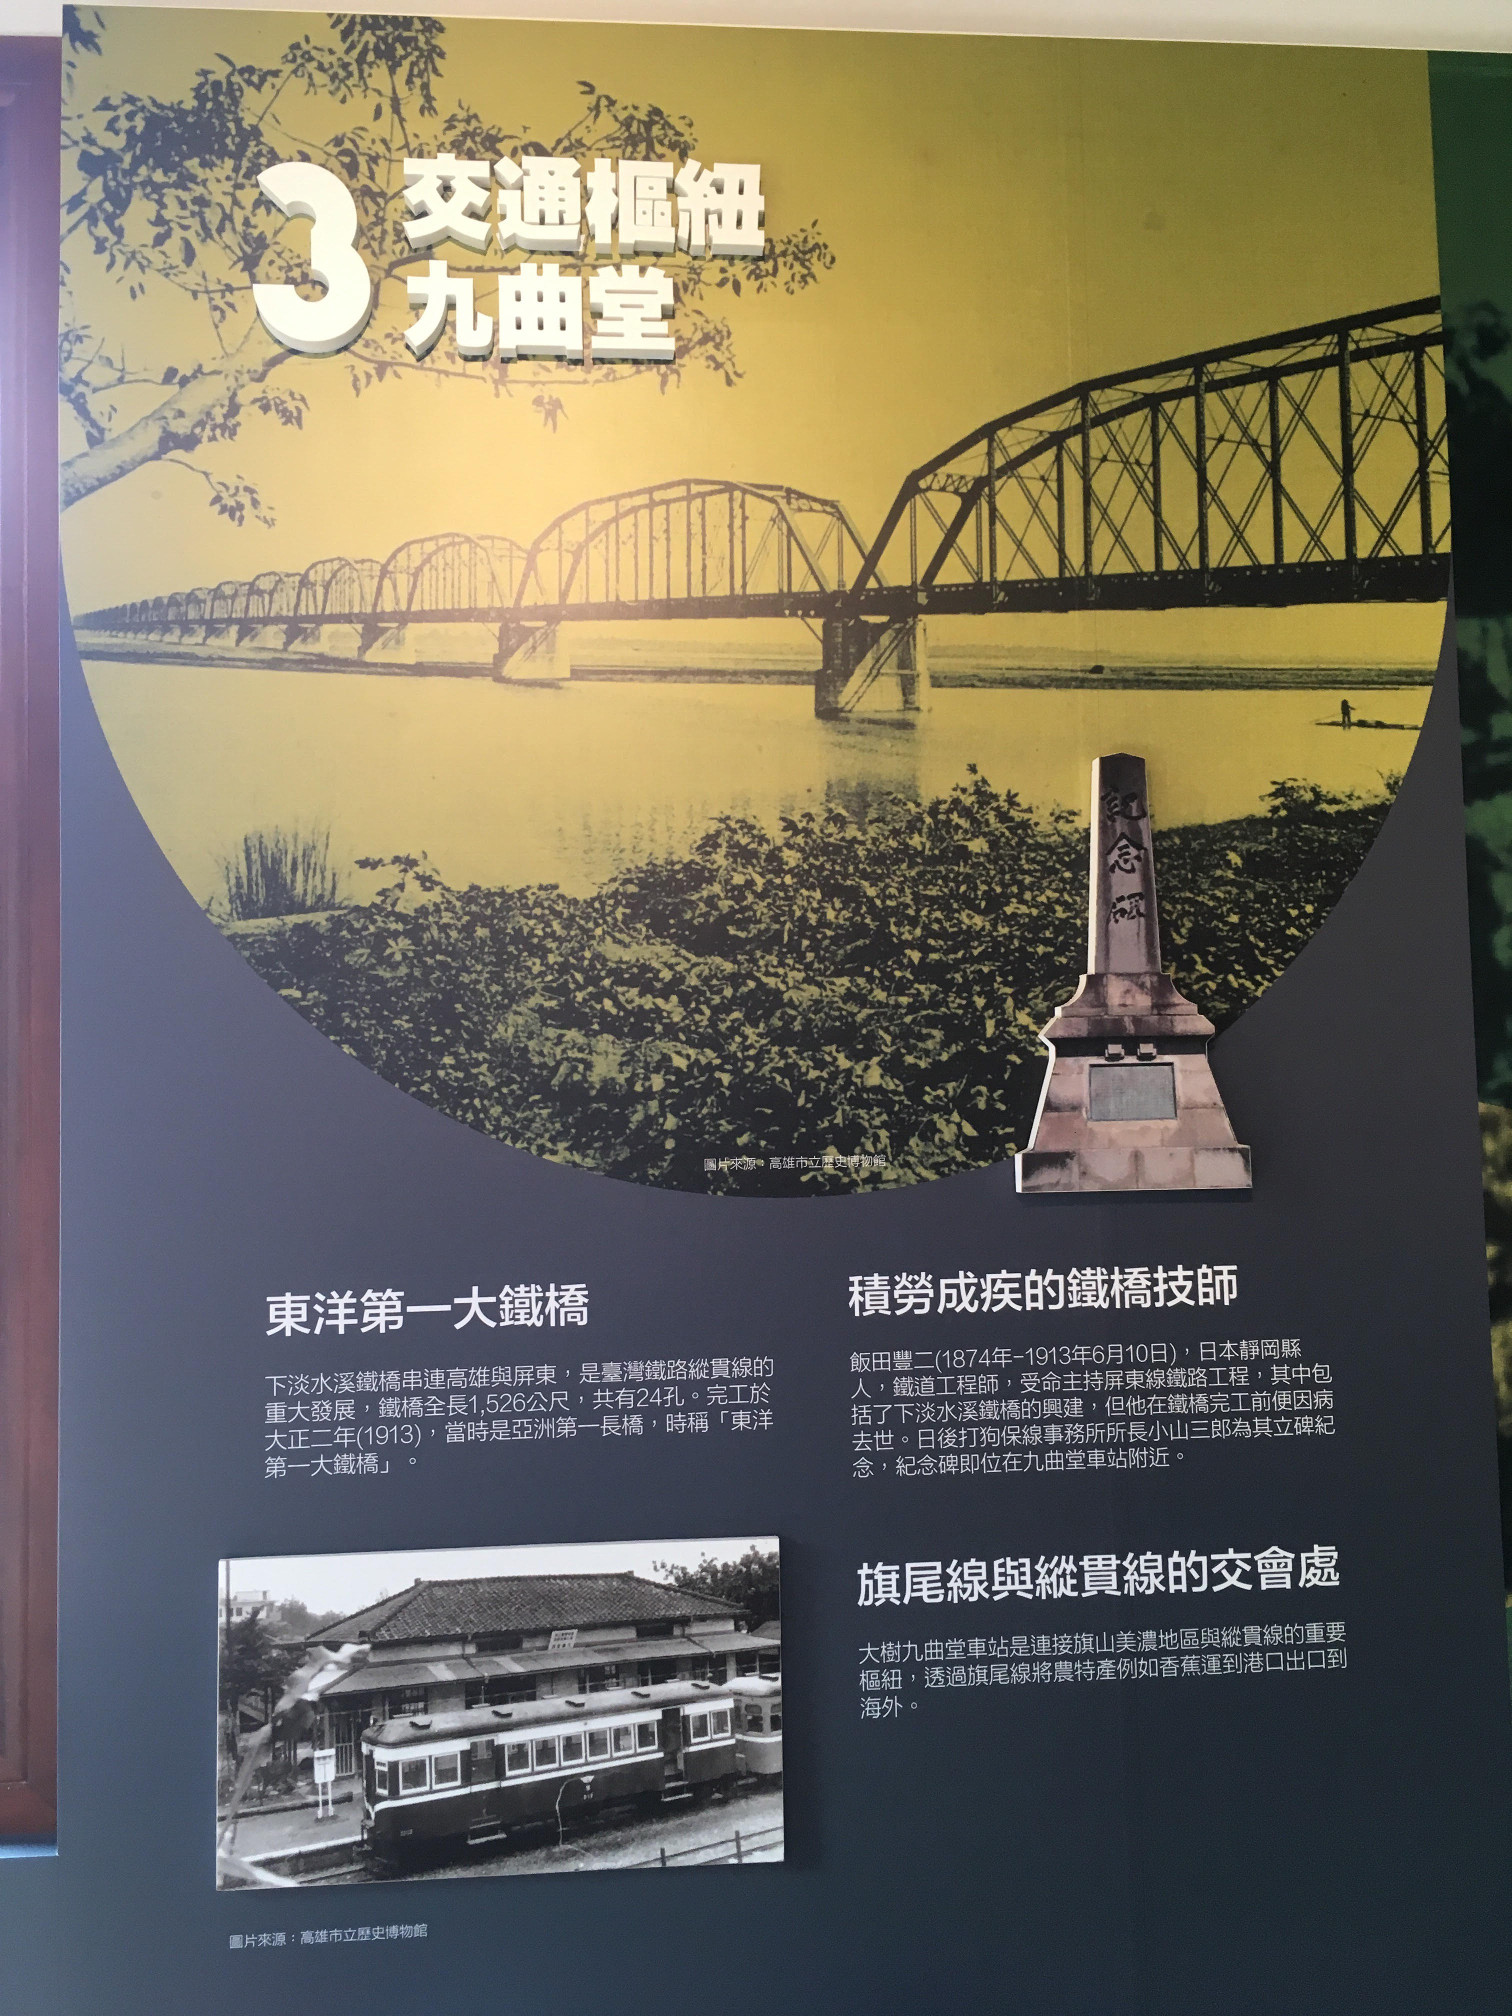 3
交通樞紐
九曲堂
記念碑
圖片來源：高雄市立歷史博物館
東洋第一大鐵橋
下淡水溪鐵橋串連高雄與屏東，是臺灣鐵路縱貫線的
重大發展，鐵橋全長1,526公尺，共有24孔。完工於
大正二年(1913)，當時是亞洲第一長橋，時稱「東洋
第一大鐵橋」。
積勞成疾的鐵橋技師
飯田豐二(1874年–1913年6月10日)，日本靜岡縣
人，鐵道工程師，受命主持屏東線鐵路工程，其中包
括了下淡水溪鐵橋的興建，但他在鐵橋完工前便因病
去世。日後打狗保線事務所所長小山三郎為其立碑紀
念，紀念碑即位在九曲堂車站附近。
旗尾線與縱貫線的交會處
大樹九曲堂車站是連接旗山美濃地區與縱貫線的重要
樞紐，透過旗尾線將農特產例如香蕉運到港口出口到
海外。
圖片來源：高雄市立歷史博物館